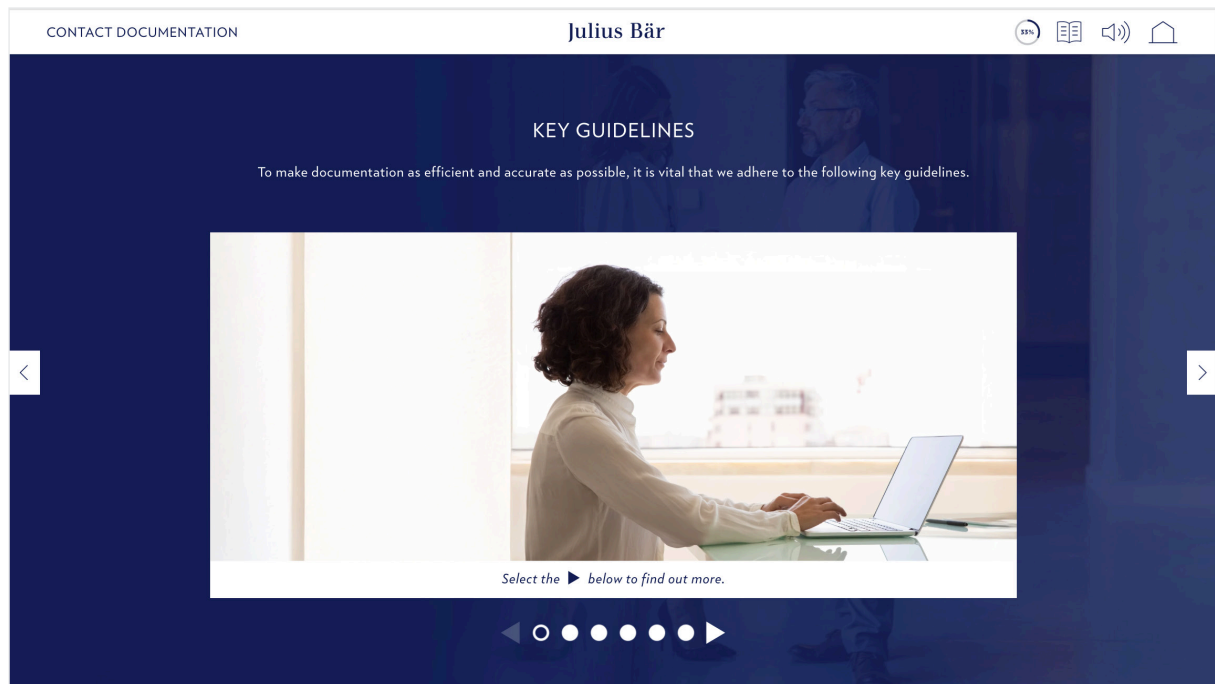 CONTACT DOCUMENTATION
Julius Bär
33%
KEY GUIDELINES
To make documentation as efficient and accurate as possible, it is vital that we adhere to the following key guidelines.
Select the ▶ below to find out more.